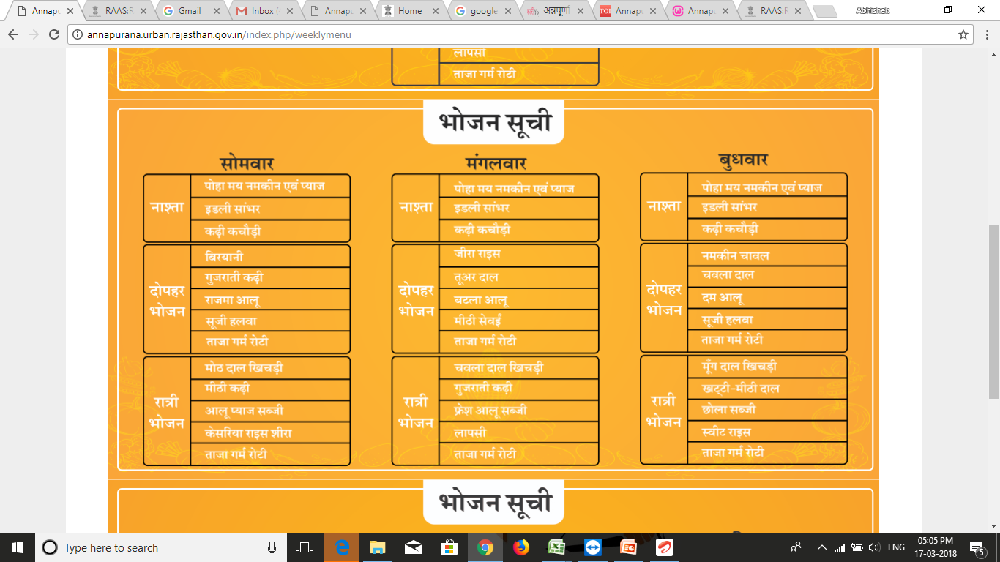 Annapu
RAAS:R
Gmail
Inbox (
Annapu
Home
google
अन्नपूर्णा
TOI Annapu
Annapu
RAAS:R
Abhishek
annapurana.urban.rajasthan.gov.in/index.php/weeklymenu
लापसी
ताजा गर्म रोटी
भोजन सूची
सोमवार
नाश्ता
पोहा मय नमकीन एवं प्याज
इडली सांभर
कढ़ी कचौड़ी
दोपहर
भोजन
बिरयानी
गुजराती कढ़ी
राजमा आलू
सूजी हलवा
ताजा गर्म रोटी
रात्री
भोजन
मोठ दाल खिचड़ी
मीठी कढ़ी
आलू प्याज सब्जी
केसरिया राइस शीरा
ताजा गर्म रोटी
मंगलवार
नाश्ता
पोहा मय नमकीन एवं प्याज
इडली सांभर
कढ़ी कचौड़ी
दोपहर
भोजन
जीरा राइस
तूअर दाल
बटला आलू
मीठी सेवईं
ताजा गर्म रोटी
रात्री
भोजन
चवला दाल खिचड़ी
गुजराती कढ़ी
फ्रेश आलू सब्जी
लापसी
ताजा गर्म रोटी
बुधवार
नाश्ता
पोहा मय नमकीन एवं प्याज
इडली सांभर
कढ़ी कचौड़ी
दोपहर
भोजन
नमकीन चावल
चवला दाल
दम आलू
सूजी हलवा
ताजा गर्म रोटी
रात्री
भोजन
मूँग दाल खिचड़ी
खट्टी-मीठी दाल
छोला सब्जी
स्वीट राइस
ताजा गर्म रोटी
भोजन सूची
Type here to search
ENG
05:05 PM
17-03-2018
5